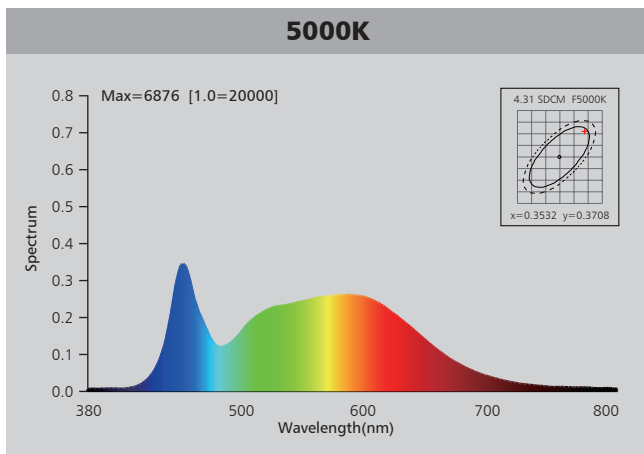 5000K
Max=6876 [1.0=20000]
4.31 SDCM F5000K
x=0.3532 y=0.3708
Spectrum
0.8
0.7
0.6
0.5
0.4
0.3
0.2
0.1
0.0
380 500 600 700 800
Wavelength(nm)